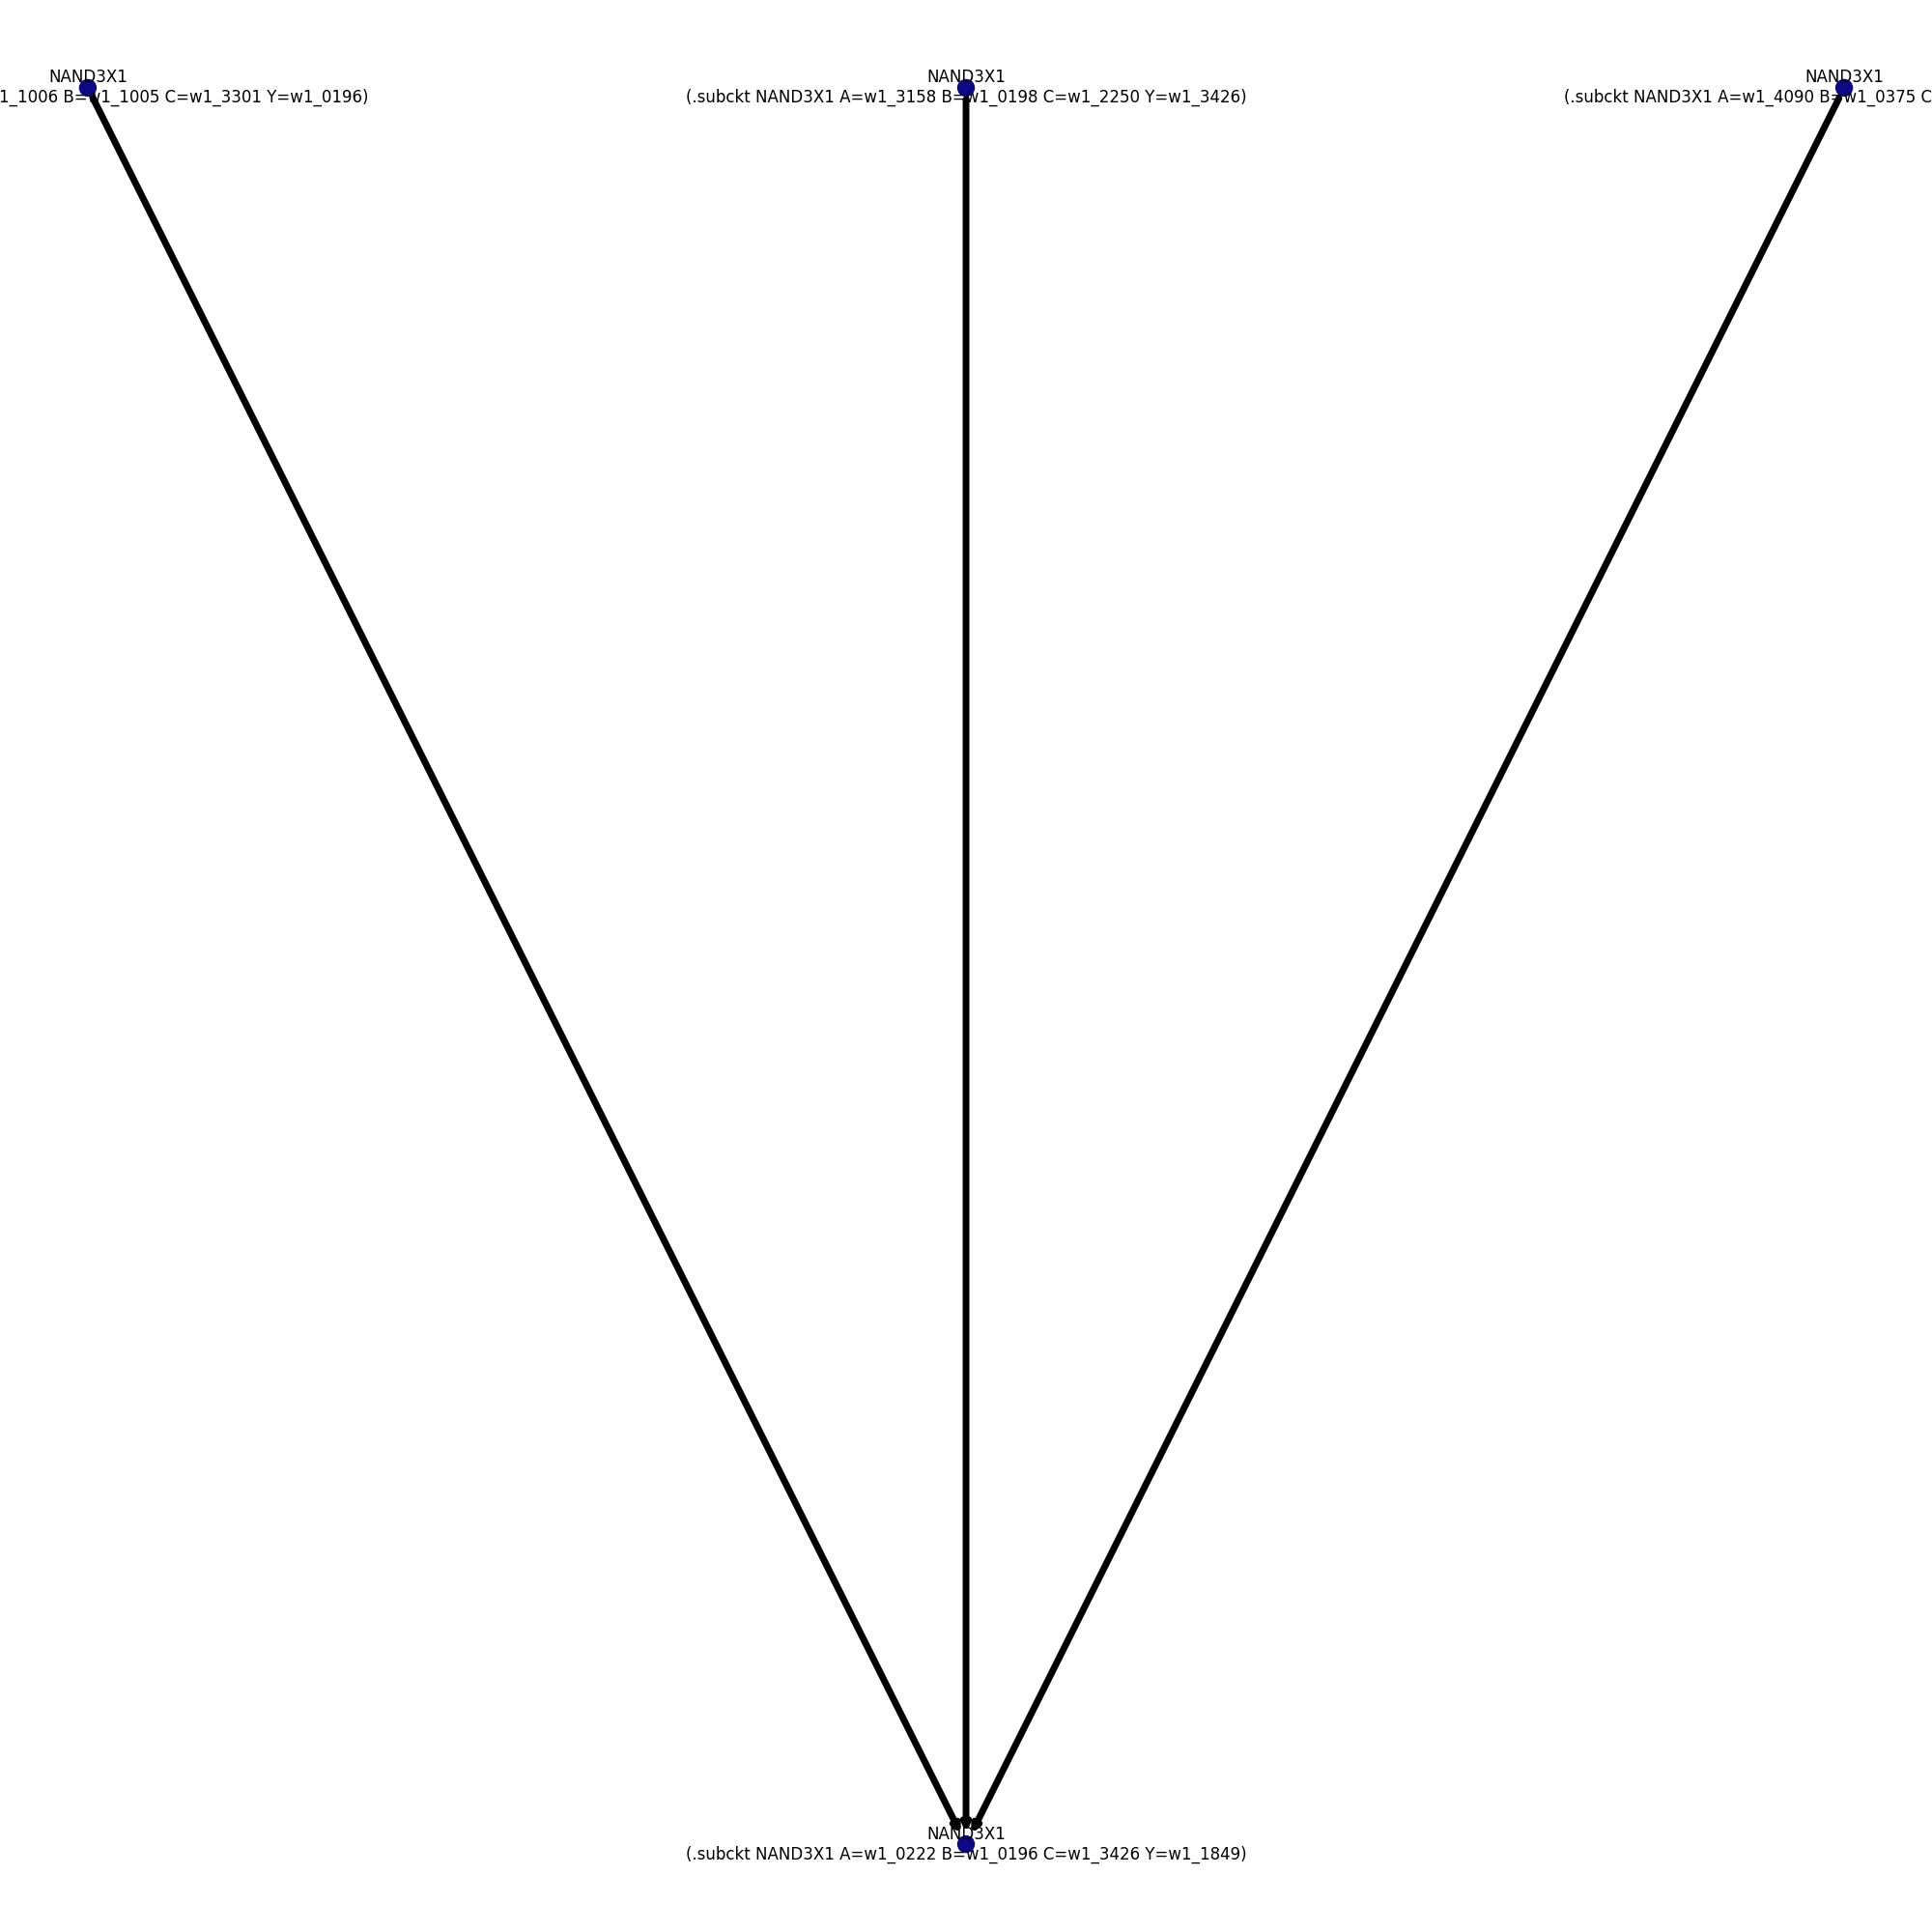 NAND3X1
1_1006 B=w1_1005 C=w1_3301 Y=w1_0196)
NAND3X1
(.subckt NAND3X1 A=w1_3158 B=w1_0198 C=w1_2250 Y=w1_3426)
NAND3X1
(.subckt NAND3X1 A=w1_4090 B=w1_0375 C
NAND3X1
(.subckt NAND3X1 A=w1_0222 B=w1_0196 C=w1_3426 Y=w1_1849)